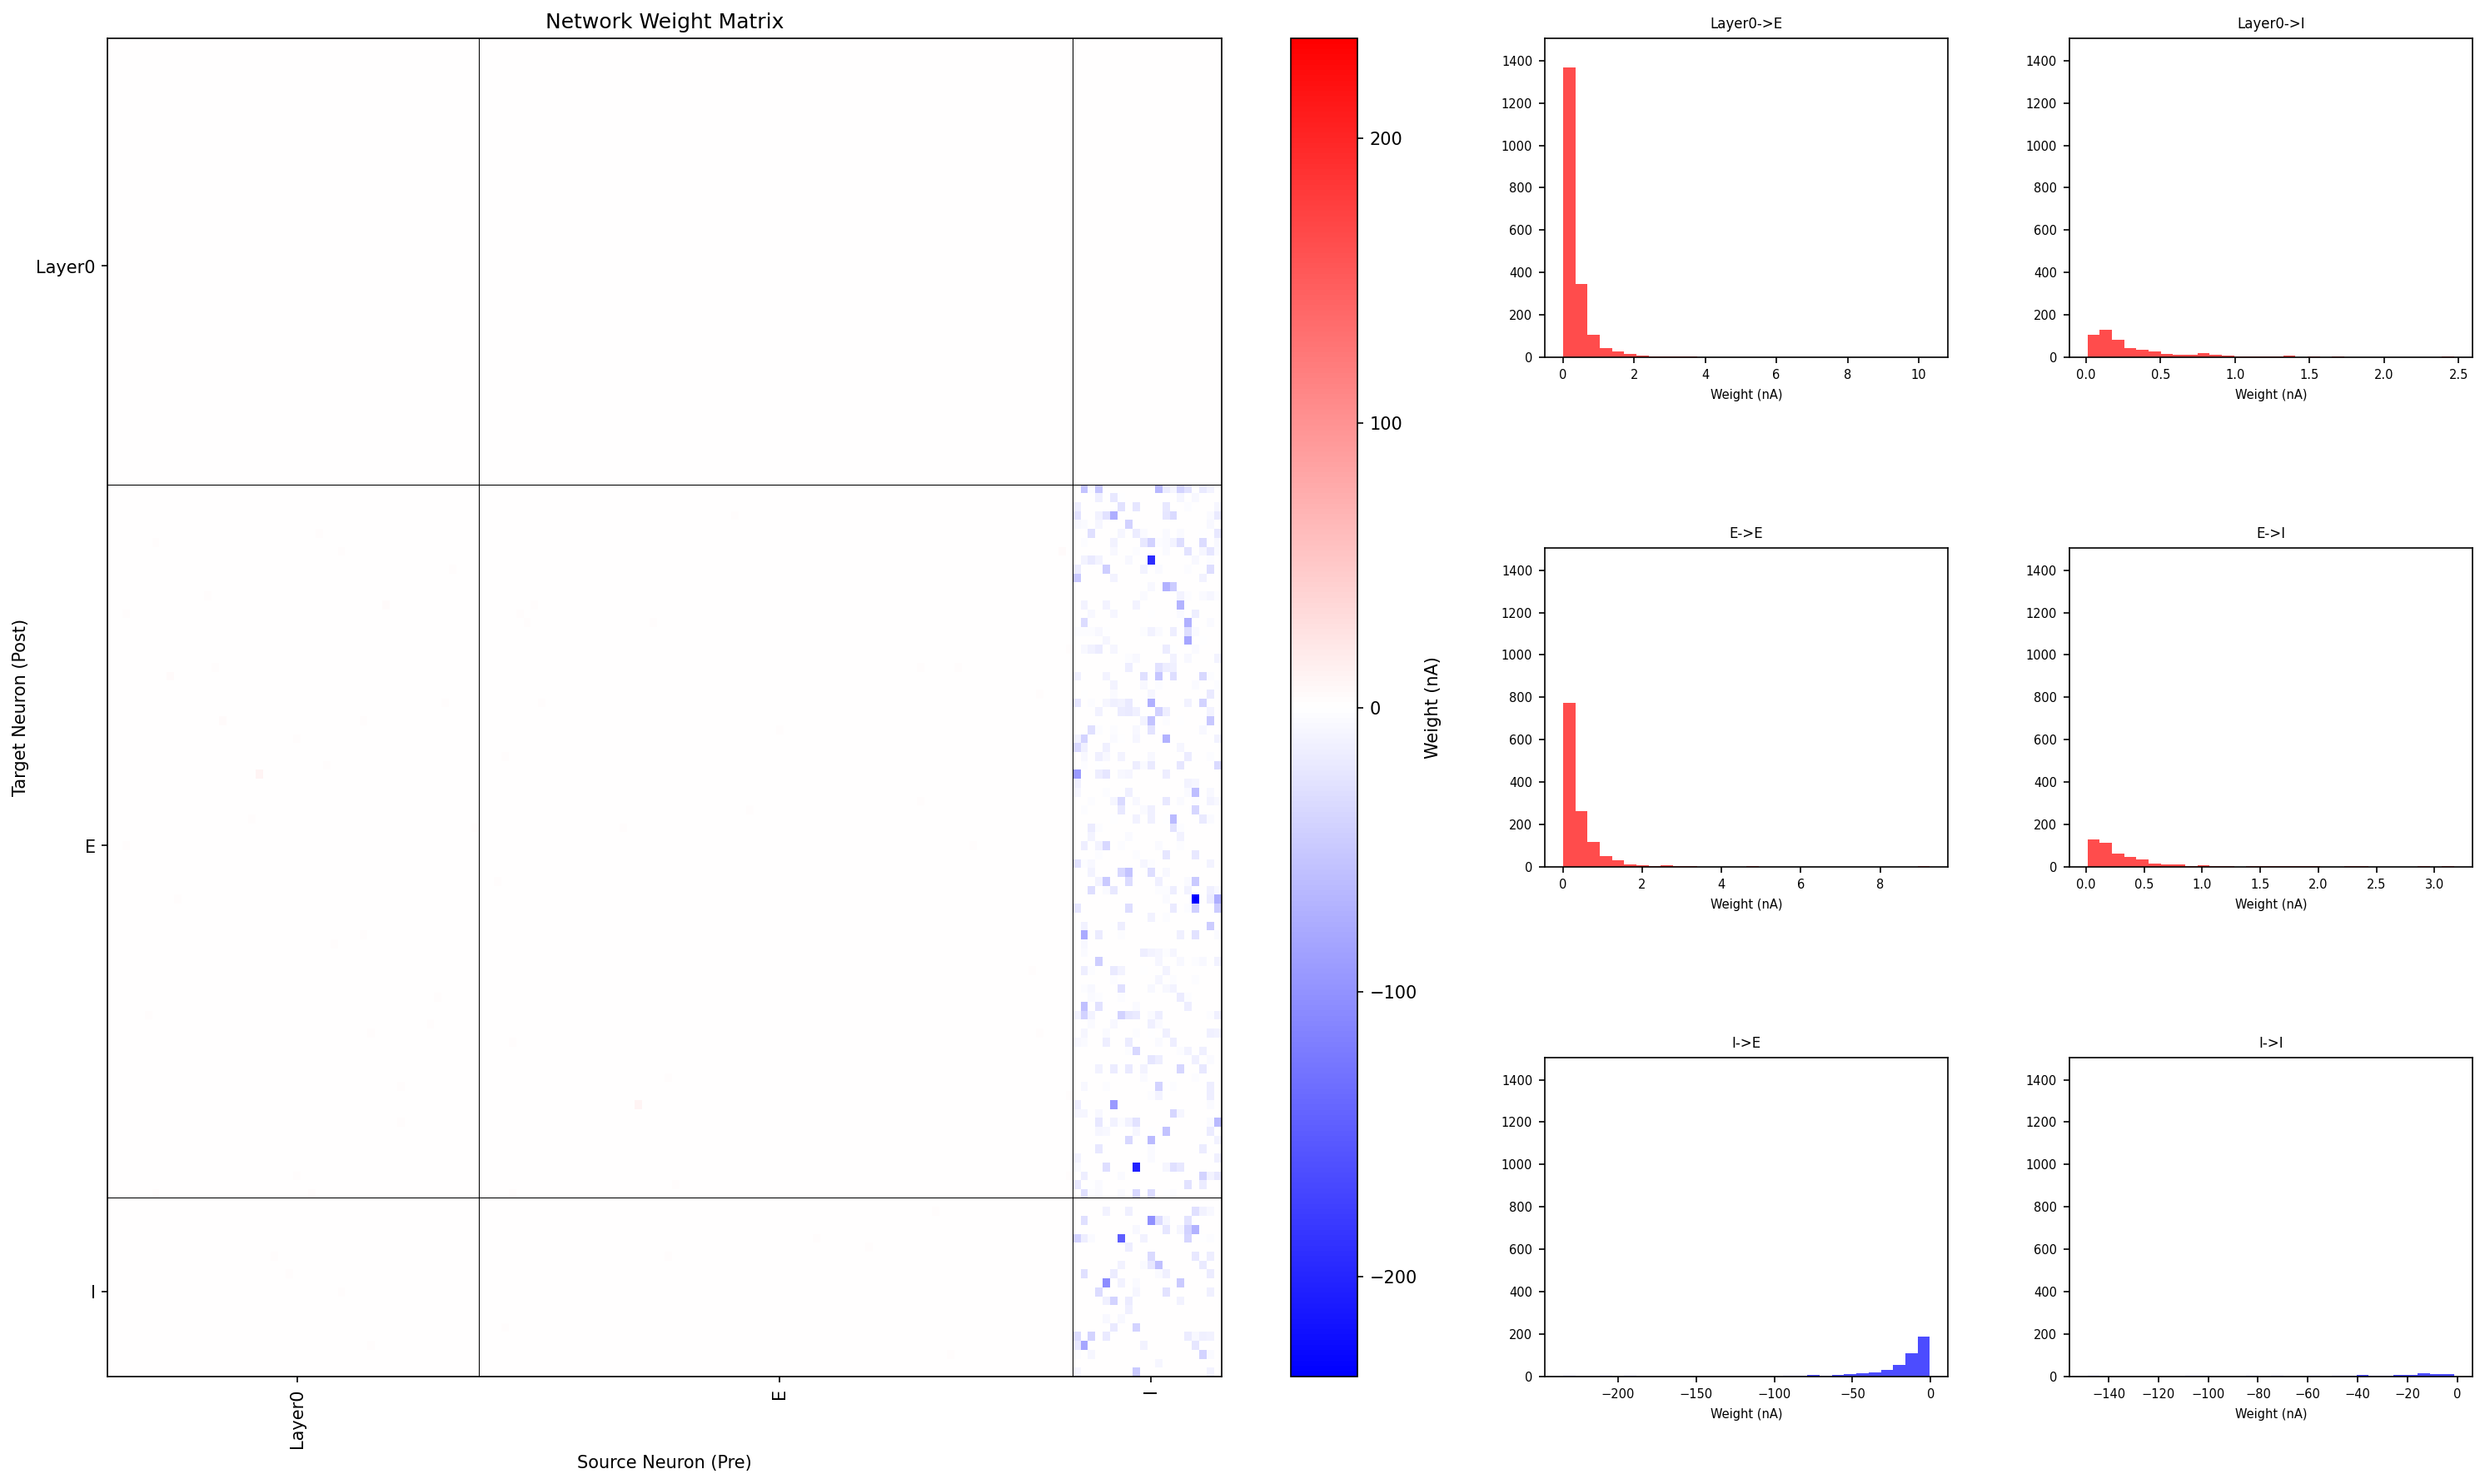 Network Weight Matrix
Layer0
E
I
Target Neuron (Post)
Layer0
E
I
Source Neuron (Pre)
200
100
0
−100
−200
Weight (nA)
Layer0->E
1400
1200
1000
800
600
400
200
0
0 2 4 6 8 10
Weight (nA)
Layer0->I
1400
1200
1000
800
600
400
200
0
0.0 0.5 1.0 1.5 2.0 2.5
Weight (nA)
E->E
1400
1200
1000
800
600
400
200
0
0 2 4 6 8
Weight (nA)
E->I
1400
1200
1000
800
600
400
200
0
0.0 0.5 1.0 1.5 2.0 2.5 3.0
Weight (nA)
I->E
1400
1200
1000
800
600
400
200
0
−200 −150 −100 −50 0
Weight (nA)
I->I
1400
1200
1000
800
600
400
200
0
−140 −120 −100 −80 −60 −40 −20 0
Weight (nA)